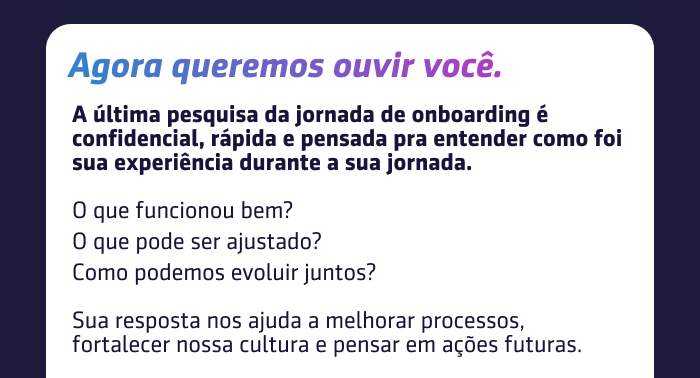 Agora queremos ouvir você.
A última pesquisa da jornada de onboarding é
confidencial, rápida e pensada pra entender como foi
sua experiência durante a sua jornada.
O que funcionou bem?
O que pode ser ajustado?
Como podemos evoluir juntos?
Sua resposta nos ajuda a melhorar processos,
fortalecer nossa cultura e pensar em ações futuras.